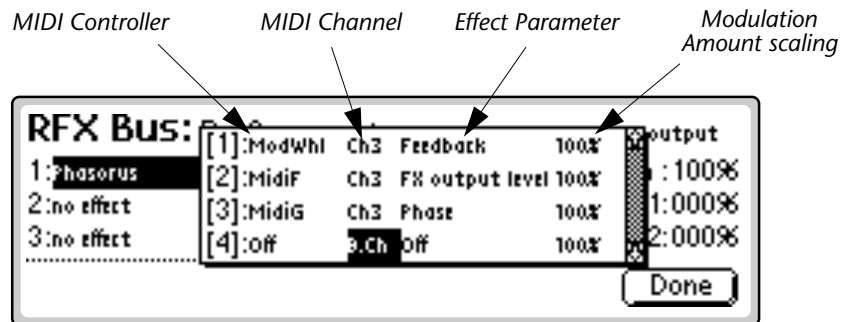 MIDI Controller MIDI Channel Effect Parameter Modulation Amount scaling
RFX Bus:
[1]:ModWhl Ch3 Feedback 100% output
1:Phasorus [2]:MidiF Ch3 FX output level 100% :100%
2:no effect [3]:MidiG Ch3 Phase 100% 1:000%
3:no effect [4]:Off B.Ch Off 100% 2:000%
Done